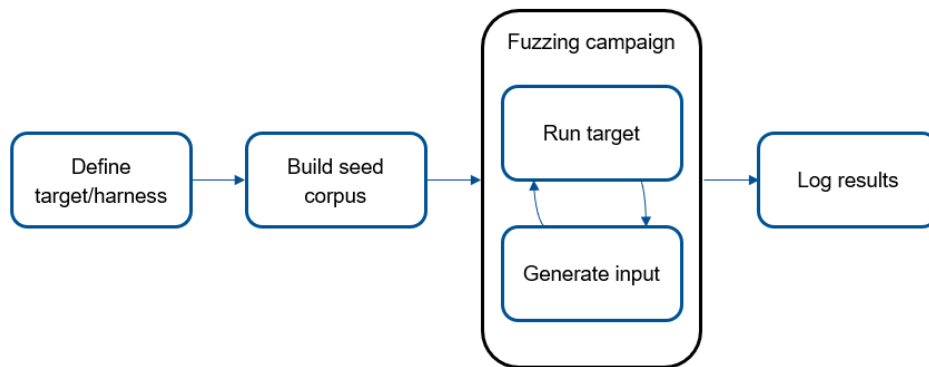 Fuzzing campaign
Define
target/harness
Build seed
corpus
Run target
Generate input
Log results